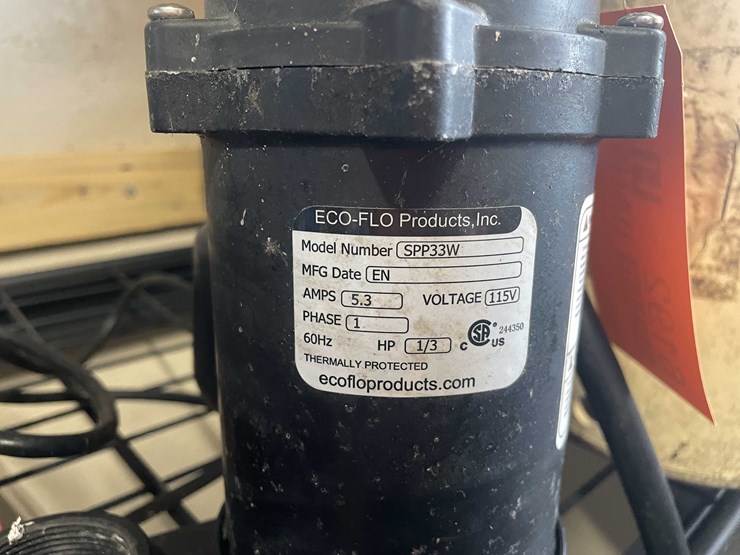 ECO-FLO Products, Inc.
Model Number SPP33W
MFG Date EN
AMPS 5.3 VOLTAGE 115V
PHASE 1
60Hz HP 1/3 C SA US 244350
THERMALLY PROTECTED
ecofloproducts.com